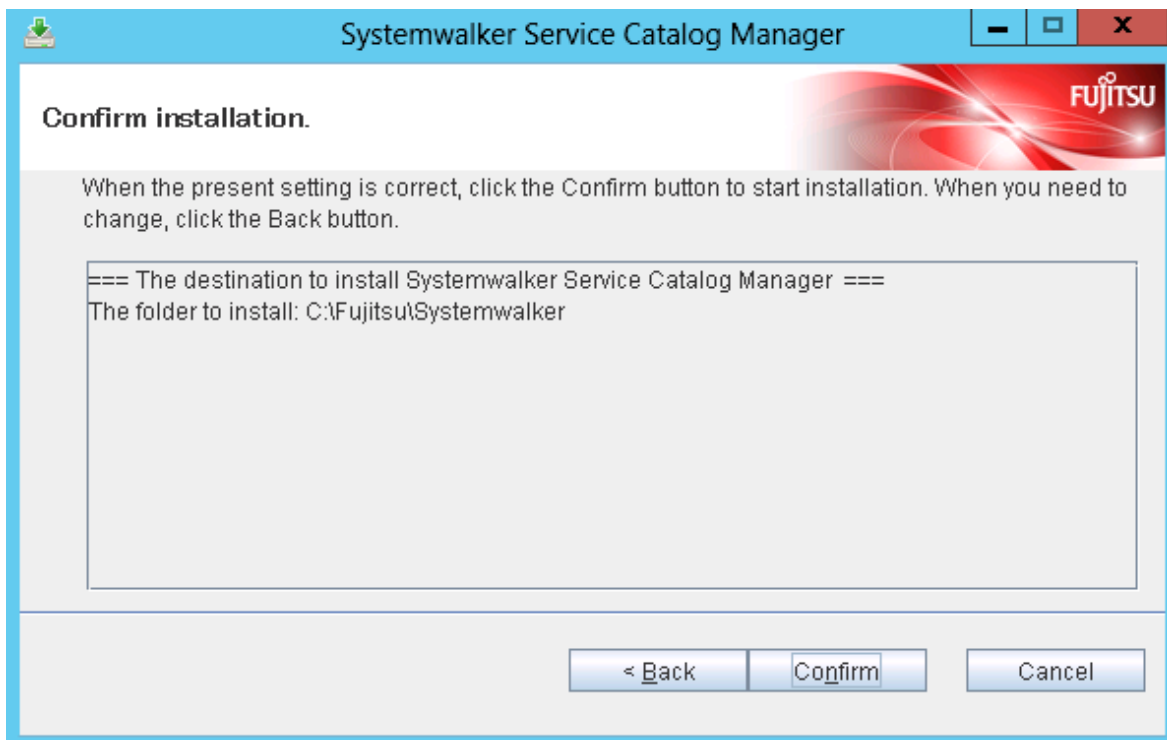 Systemwalker Service Catalog Manager
FUJITSU
Confirm installation.
When the present setting is correct, click the Confirm button to start installation. When you need to
change, click the Back button.
=== The destination to install Systemwalker Service Catalog Manager ===
The folder to install: C:\Fujitsu\Systemwalker
< Back
Confirm
Cancel